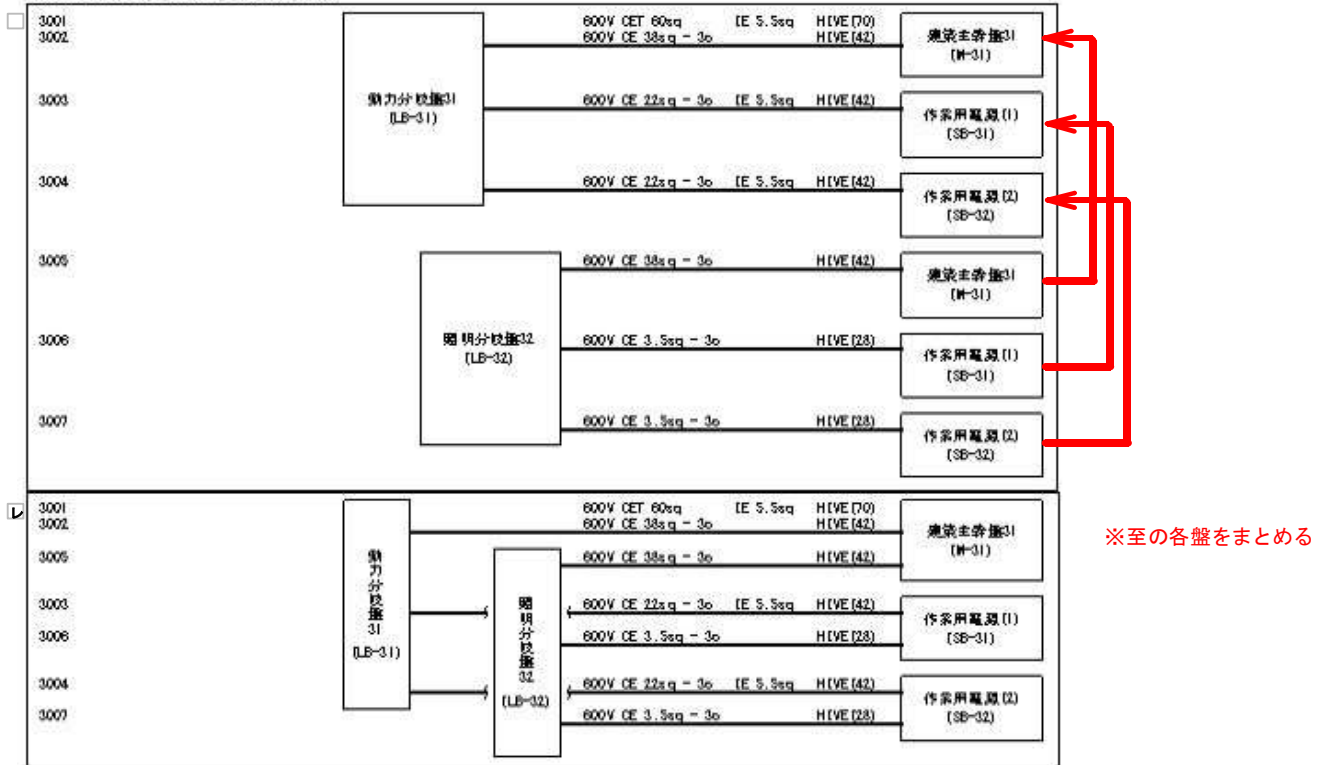 3001 600V CET 60sq IE 5.5sq HIVE(70)
3002 600V CE 38sq - 3c HIVE(42)
建築主幹盤31
(M-31)
動力分岐盤31
(LB-31)
3003 600V CE 22sq - 3c IE 5.5sq HIVE(42)
作業用電源(1)
(SB-31)
3004 600V CE 22sq - 3c IE 5.5sq HIVE(42)
作業用電源(2)
(SB-32)
3005 600V CE 38sq - 3c HIVE(42)
建築主幹盤31
(M-31)
照明分岐盤32
(LB-32)
3006 600V CE 3.5sq - 3c HIVE(28)
作業用電源(1)
(SB-31)
3007 600V CE 3.5sq - 3c HIVE(28)
作業用電源(2)
(SB-32)
レ
3001 600V CET 60sq IE 5.5sq HIVE(70)
3002 600V CE 38sq - 3c HIVE(42)
建築主幹盤31
(M-31)
3005 600V CE 38sq - 3c HIVE(42)
動力分岐盤31
(LB-31)
3003 600V CE 22sq - 3c IE 5.5sq HIVE(42)
作業用電源(1)
(SB-31)
3006 600V CE 3.5sq - 3c HIVE(28)
照明分岐盤32
(LB-32)
3004 600V CE 22sq - 3c IE 5.5sq HIVE(42)
作業用電源(2)
(SB-32)
3007 600V CE 3.5sq - 3c HIVE(28)
※至の各盤をまとめる